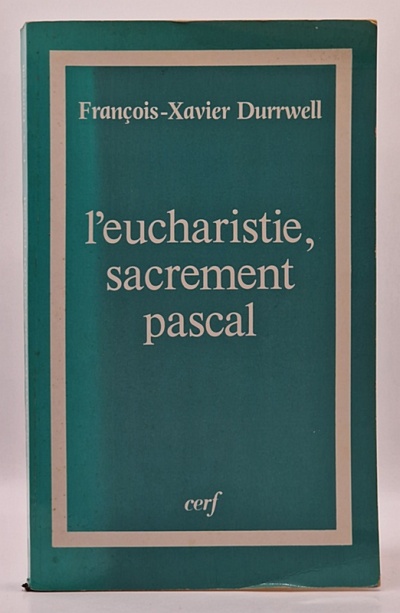 François-Xavier Durrwell
l'eucharistie,
sacrement
pascal
cerf